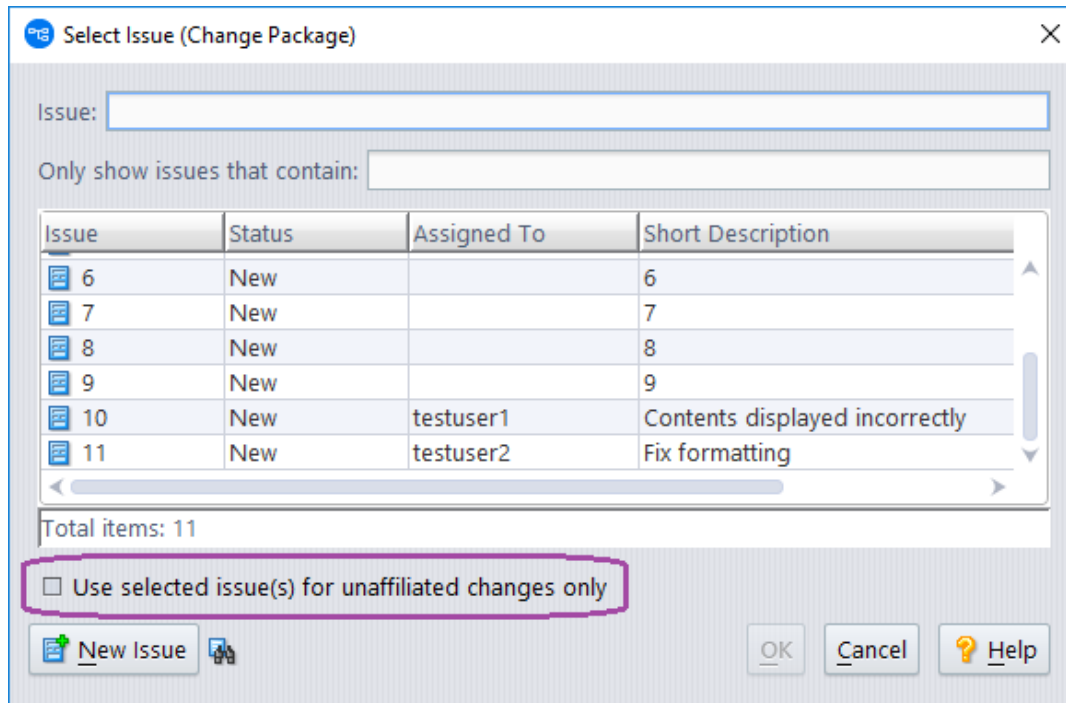 Select Issue (Change Package)
Issue:
Only show issues that contain:
Issue Status Assigned To Short Description
6 New 6
7 New 7
8 New 8
9 New 9
10 New testuser1 Contents displayed incorrectly
11 New testuser2 Fix formatting
Total items: 11
Use selected issue(s) for unaffiliated changes only
New Issue OK Cancel Help